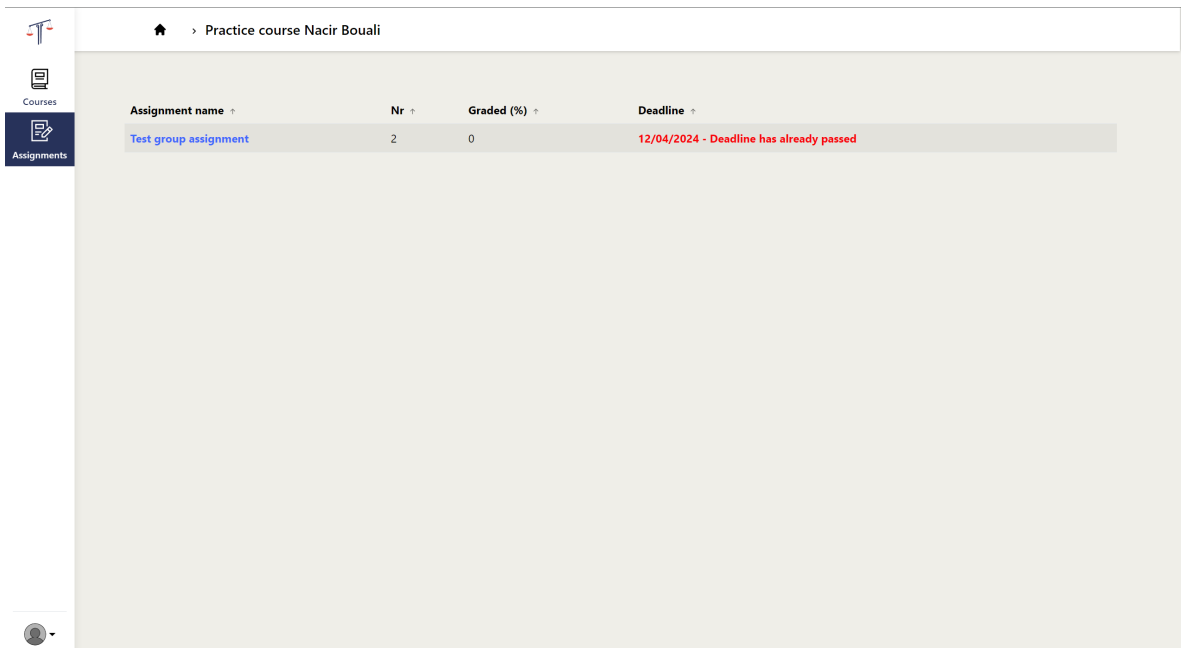 › Practice course Nacir Bouali
Courses
Assignments
Assignment name ↑ Nr ↑ Graded (%) ↑ Deadline ↑
Test group assignment 2 0 12/04/2024 - Deadline has already passed